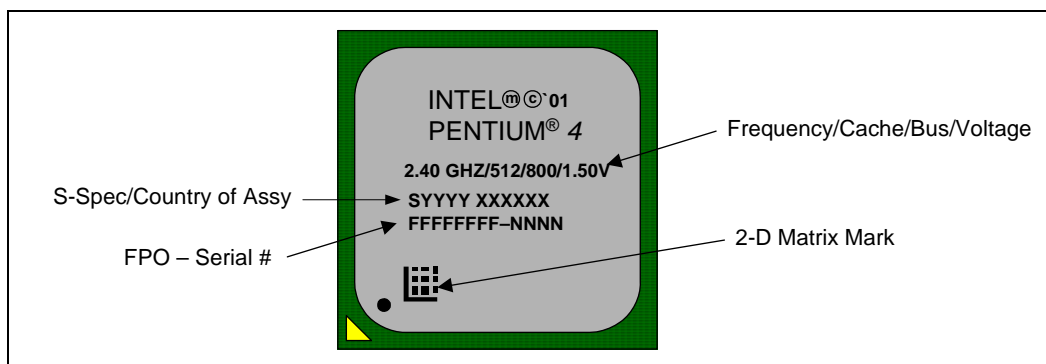 INTELⓜ©`01
PENTIUM® 4
2.40 GHZ/512/800/1.50V
SYYYY XXXXXX
FFFFFFFF–NNNN
Frequency/Cache/Bus/Voltage
S-Spec/Country of Assy
FPO – Serial #
2-D Matrix Mark